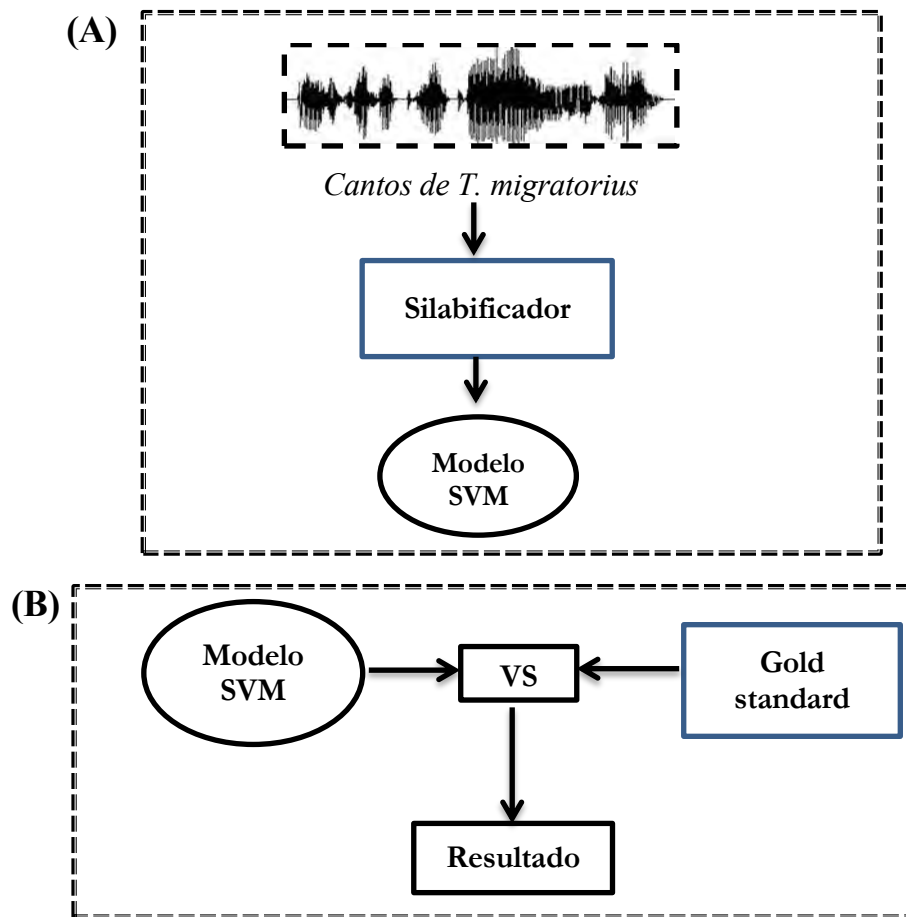 (A)
Cantos de T. migratorius
Silabificador
Modelo
SVM
(B)
Modelo
SVM
VS
Gold
standard
Resultado